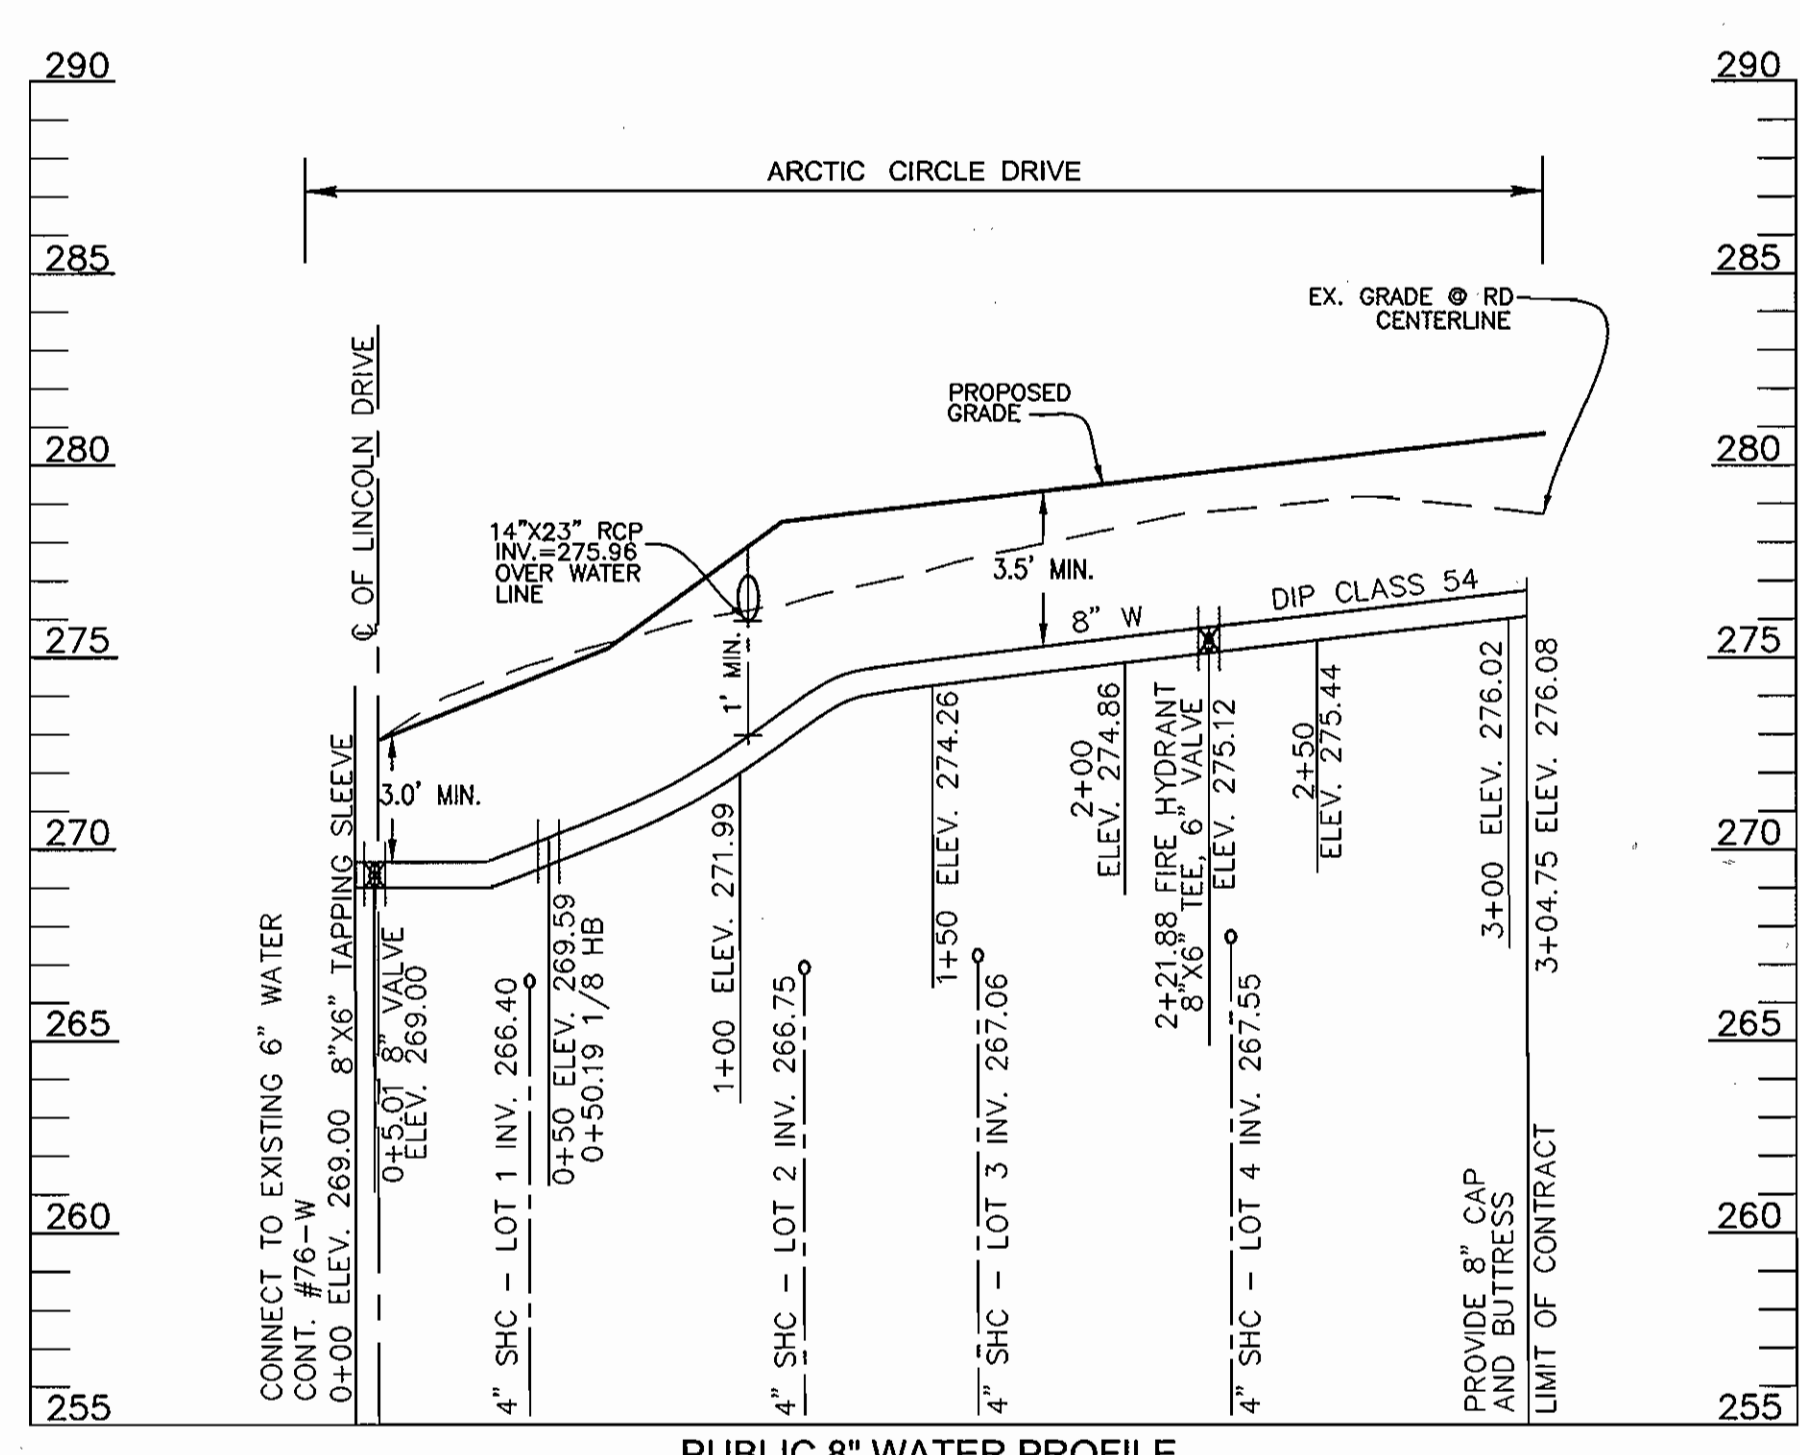 290
285
280
275
270
265
260
255
290
285
280
275
270
265
260
255
ARCTIC CIRCLE DRIVE
EX. GRADE @ RD
CENTERLINE
PROPOSED
GRADE
℄ OF LINCOLN DRIVE
14"X23" RCP
INV.=275.96
OVER WATER
LINE
3.5' MIN.
8" W
DIP CLASS 54
1' MIN.
3.0' MIN.
CONNECT TO EXISTING 6" WATER
CONT. #76-W
0+00 ELEV. 269.00 8"X6" TAPPING SLEEVE
0+5.01 8" VALVE
ELEV. 269.00
4" SHC - LOT 1 INV. 266.40
0+50 ELEV. 269.59
0+50.19 1/8 HB
1+00 ELEV. 271.99
4" SHC - LOT 2 INV. 266.75
1+50 ELEV. 274.26
4" SHC - LOT 3 INV. 267.06
2+00
ELEV. 274.86
2+21.88 FIRE HYDRANT
8"X6" TEE, 6" VALVE
ELEV. 275.12
4" SHC - LOT 4 INV. 267.55
2+50
ELEV. 275.44
3+00 ELEV. 276.02
3+04.75 ELEV. 276.08
PROVIDE 8" CAP
AND BUTTRESS
LIMIT OF CONTRACT
PUBLIC 8" WATER PROFILE